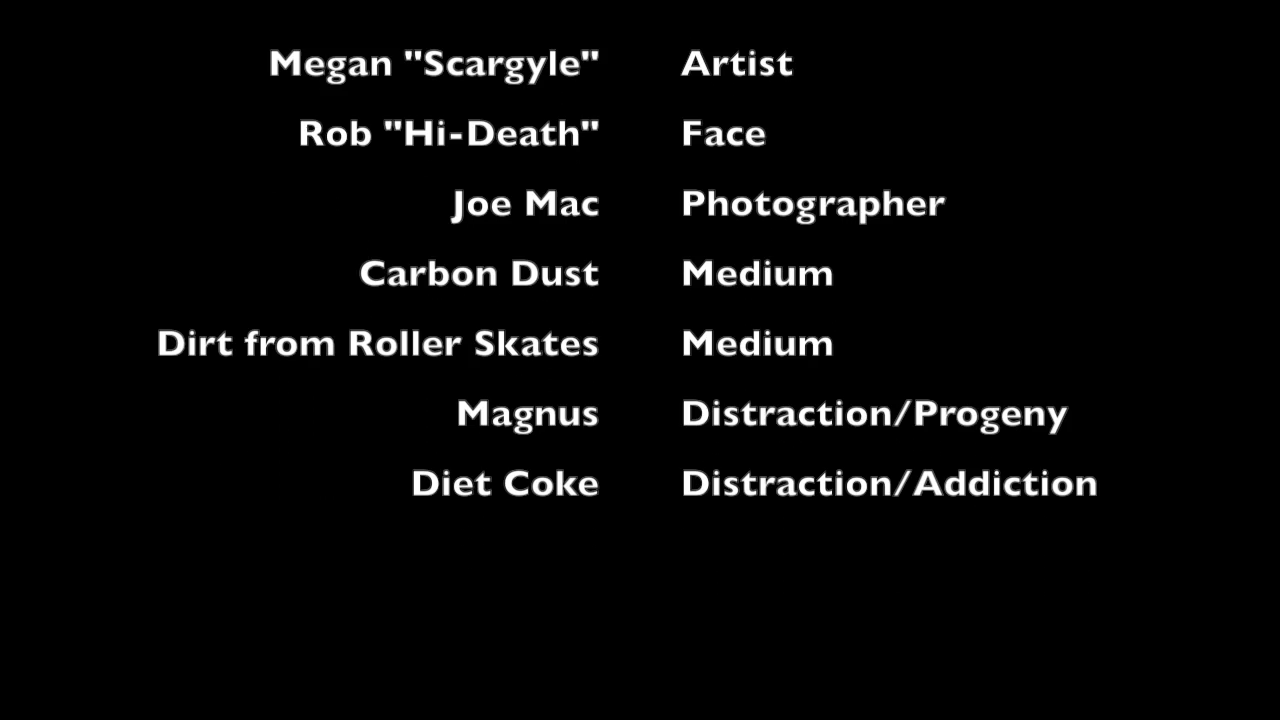 Megan "Scargyle" Artist
Rob "Hi-Death" Face
Joe Mac Photographer
Carbon Dust Medium
Dirt from Roller Skates Medium
Magnus Distraction/Progeny
Diet Coke Distraction/Addiction